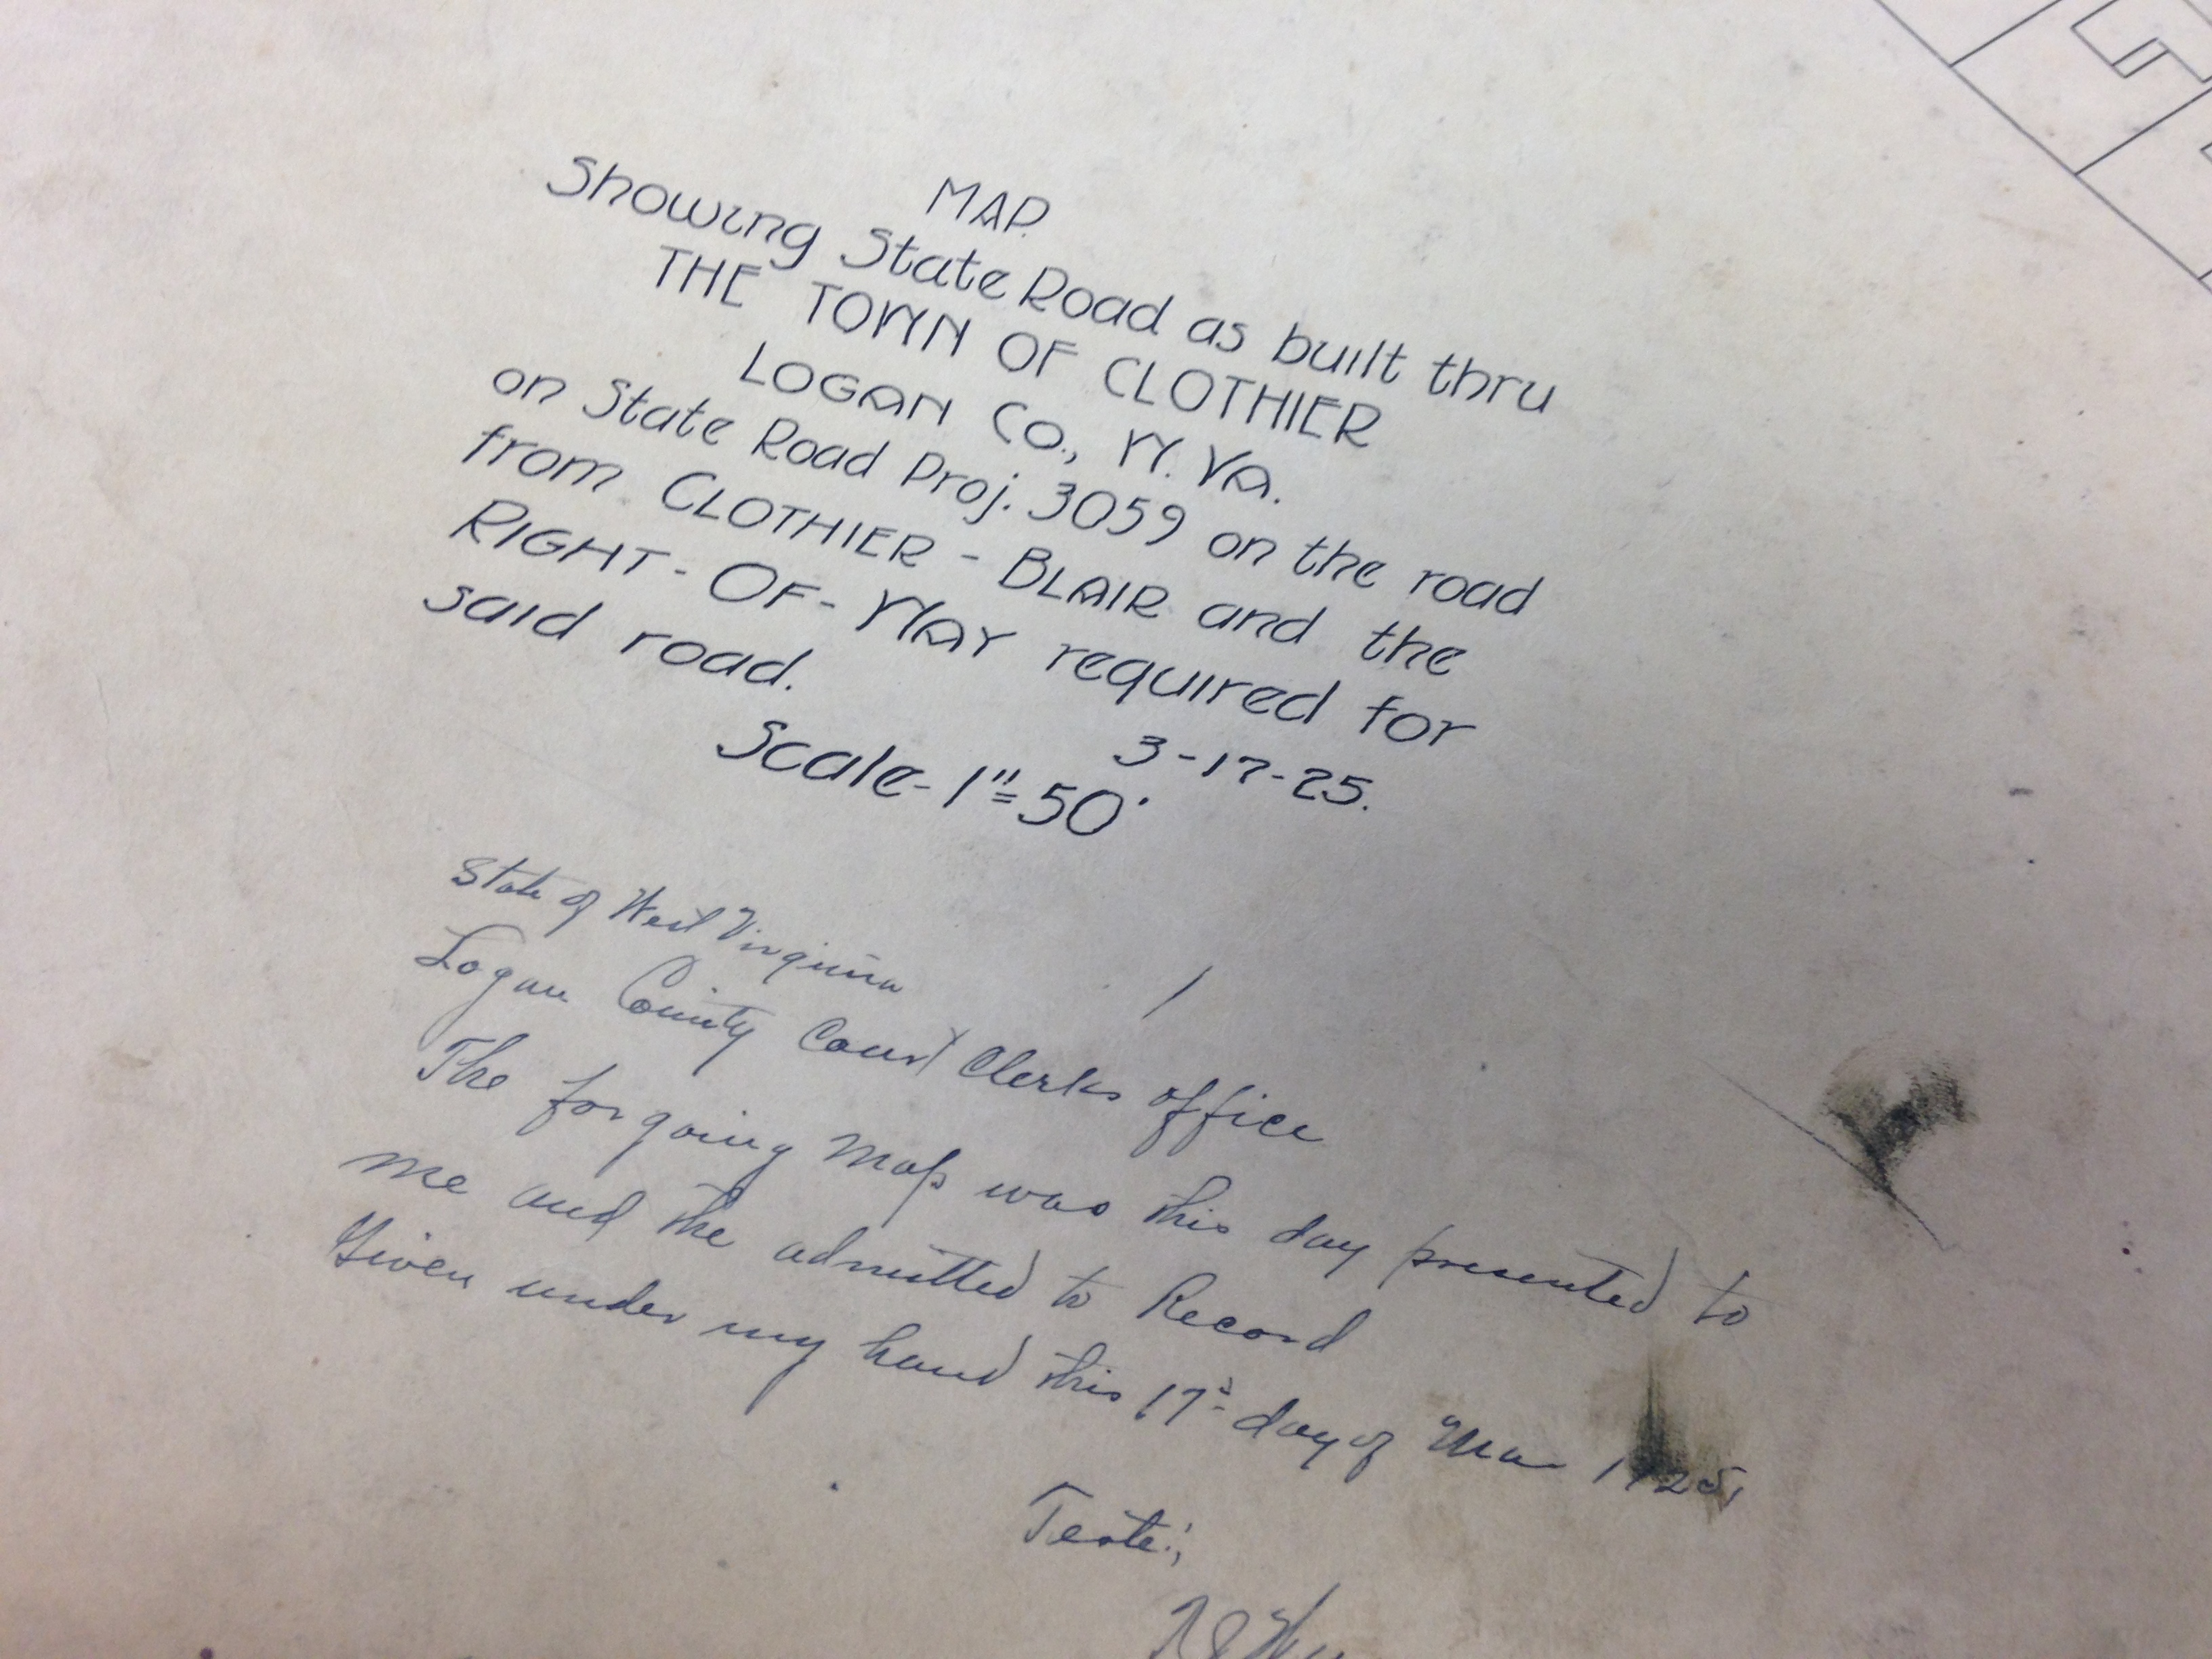 MAP.
Showing State Road as built thru
THE TOWN OF CLOTHIER
LOGAN Co., W. VA.
on State Road Proj. 3059 on the road
from CLOTHIER - BLAIR and the
RIGHT-OF-WAY required for
said road.
3-17-25.
Scale-1"=50'
State of West Virginia
Logan County Court Clerks office
The forgoing Map was this day presented to
me and the admitted to Record
Given under my hand this 17 day of Mar 1925,
Teste;